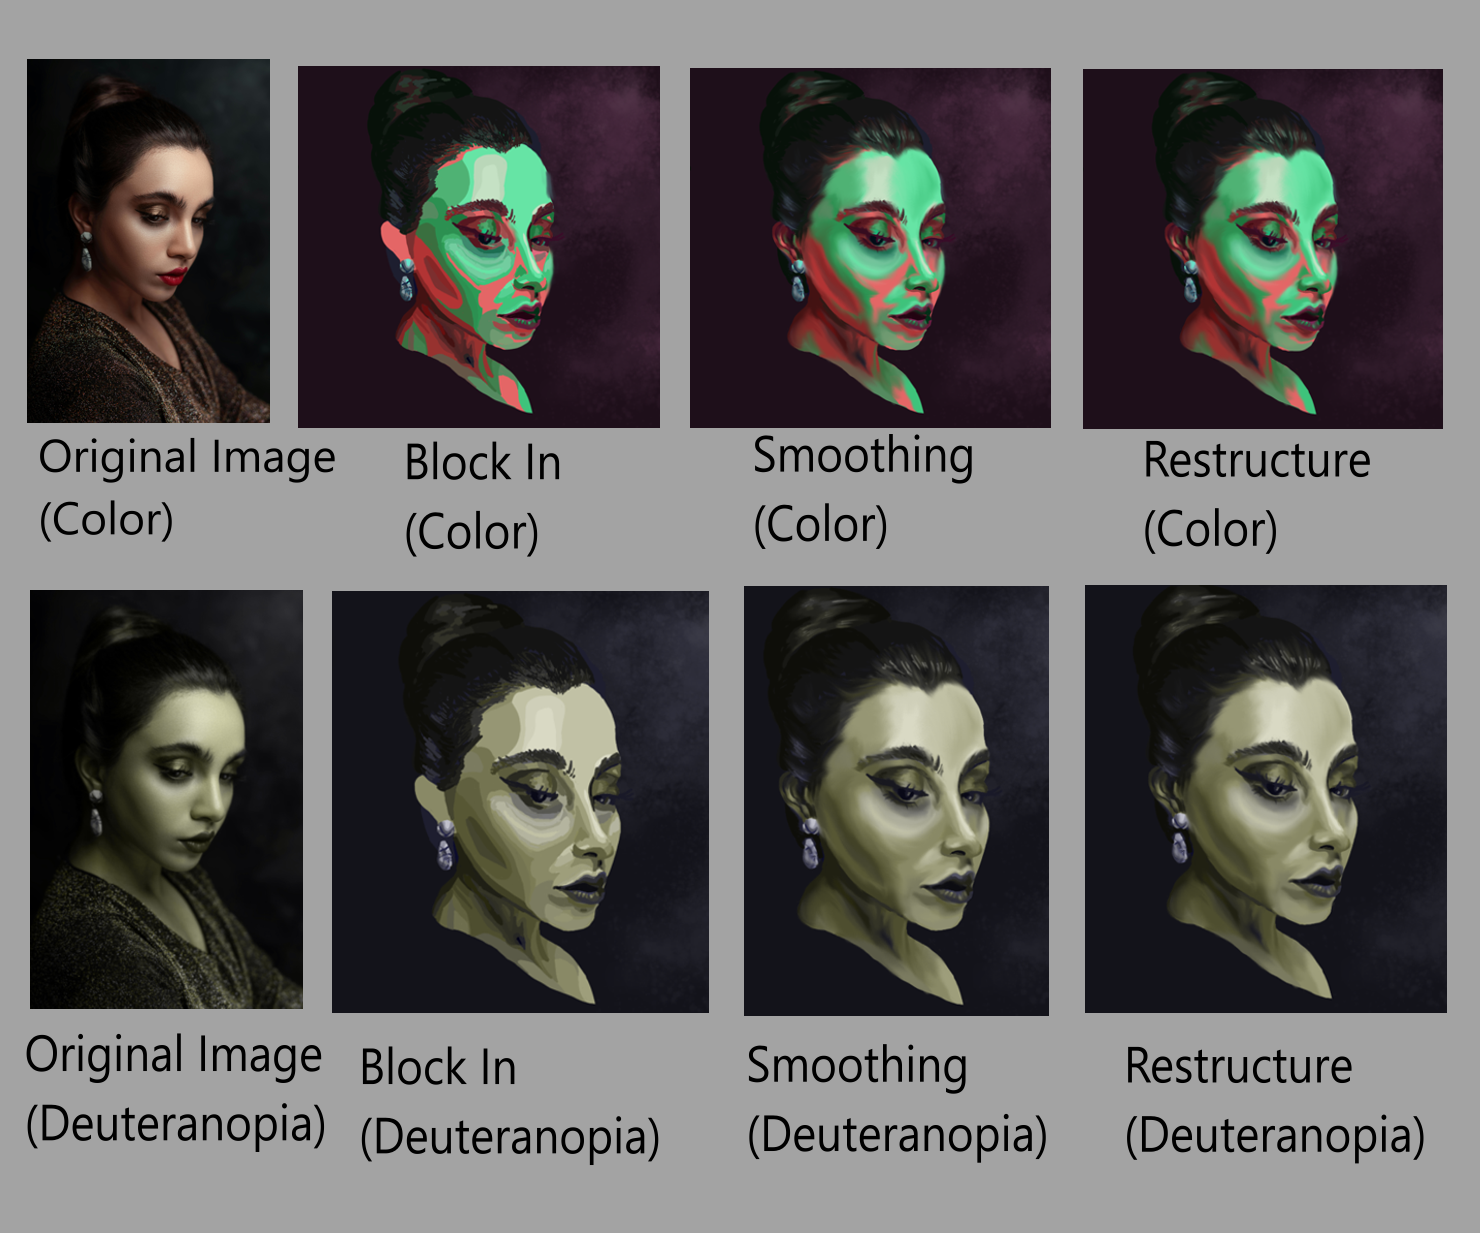 Original Image
(Color)
Block In
(Color)
Smoothing
(Color)
Restructure
(Color)
Original Image
(Deuteranopia)
Block In
(Deuteranopia)
Smoothing
(Deuteranopia)
Restructure
(Deuteranopia)